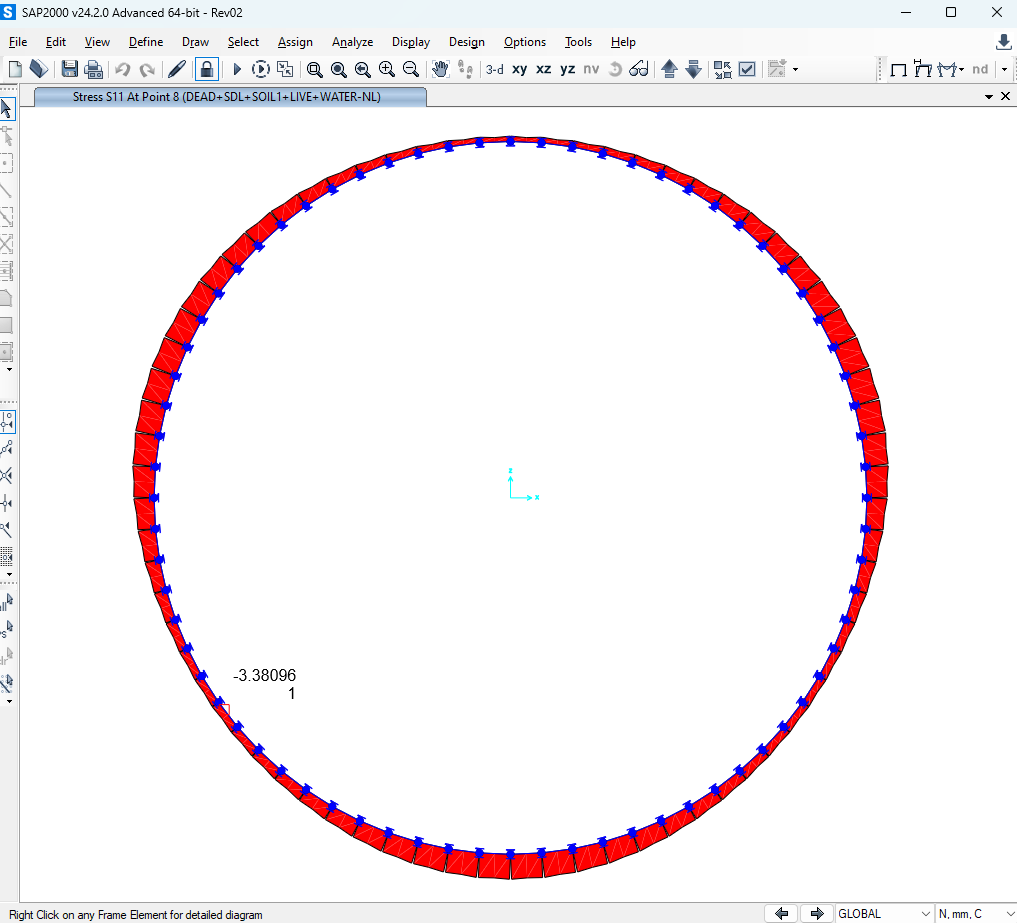 SAP2000 v24.2.0 Advanced 64-bit - Rev02
File Edit View Define Draw Select Assign Analyze Display Design Options Tools Help
3-d xy xz yz nv nd
Stress S11 At Point 8 (DEAD+SDL+SOIL1+LIVE+WATER-NL)
z
x
-3.38096
1
Right Click on any Frame Element for detailed diagram GLOBAL N, mm, C